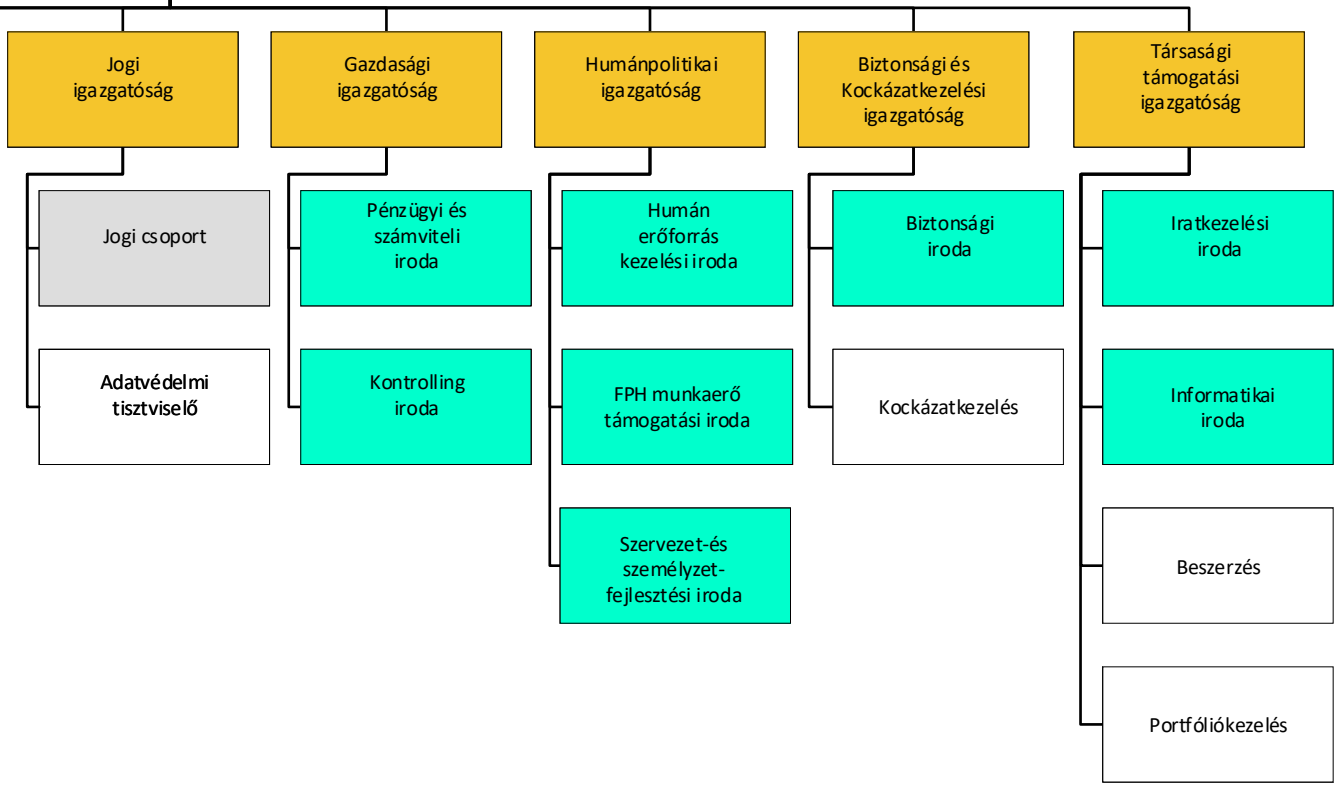 Jogi
igazgatóság
Gazdasági
igazgatóság
Humánpolitikai
igazgatóság
Biztonsági és
Kockázatkezelési
igazgatóság
Társasági
támogatási
igazgatóság
Jogi csoport
Pénzügyi és
számviteli
iroda
Humán
erőforrás
kezelési iroda
Biztonsági
iroda
Iratkezelési
iroda
Adatvédelmi
tisztviselő
Kontrolling
iroda
FPH munkaerő
támogatási iroda
Kockázatkezelés
Informatikai
iroda
Szervezet-és
személyzet-
fejlesztési iroda
Beszerzés
Portfóliókezelés